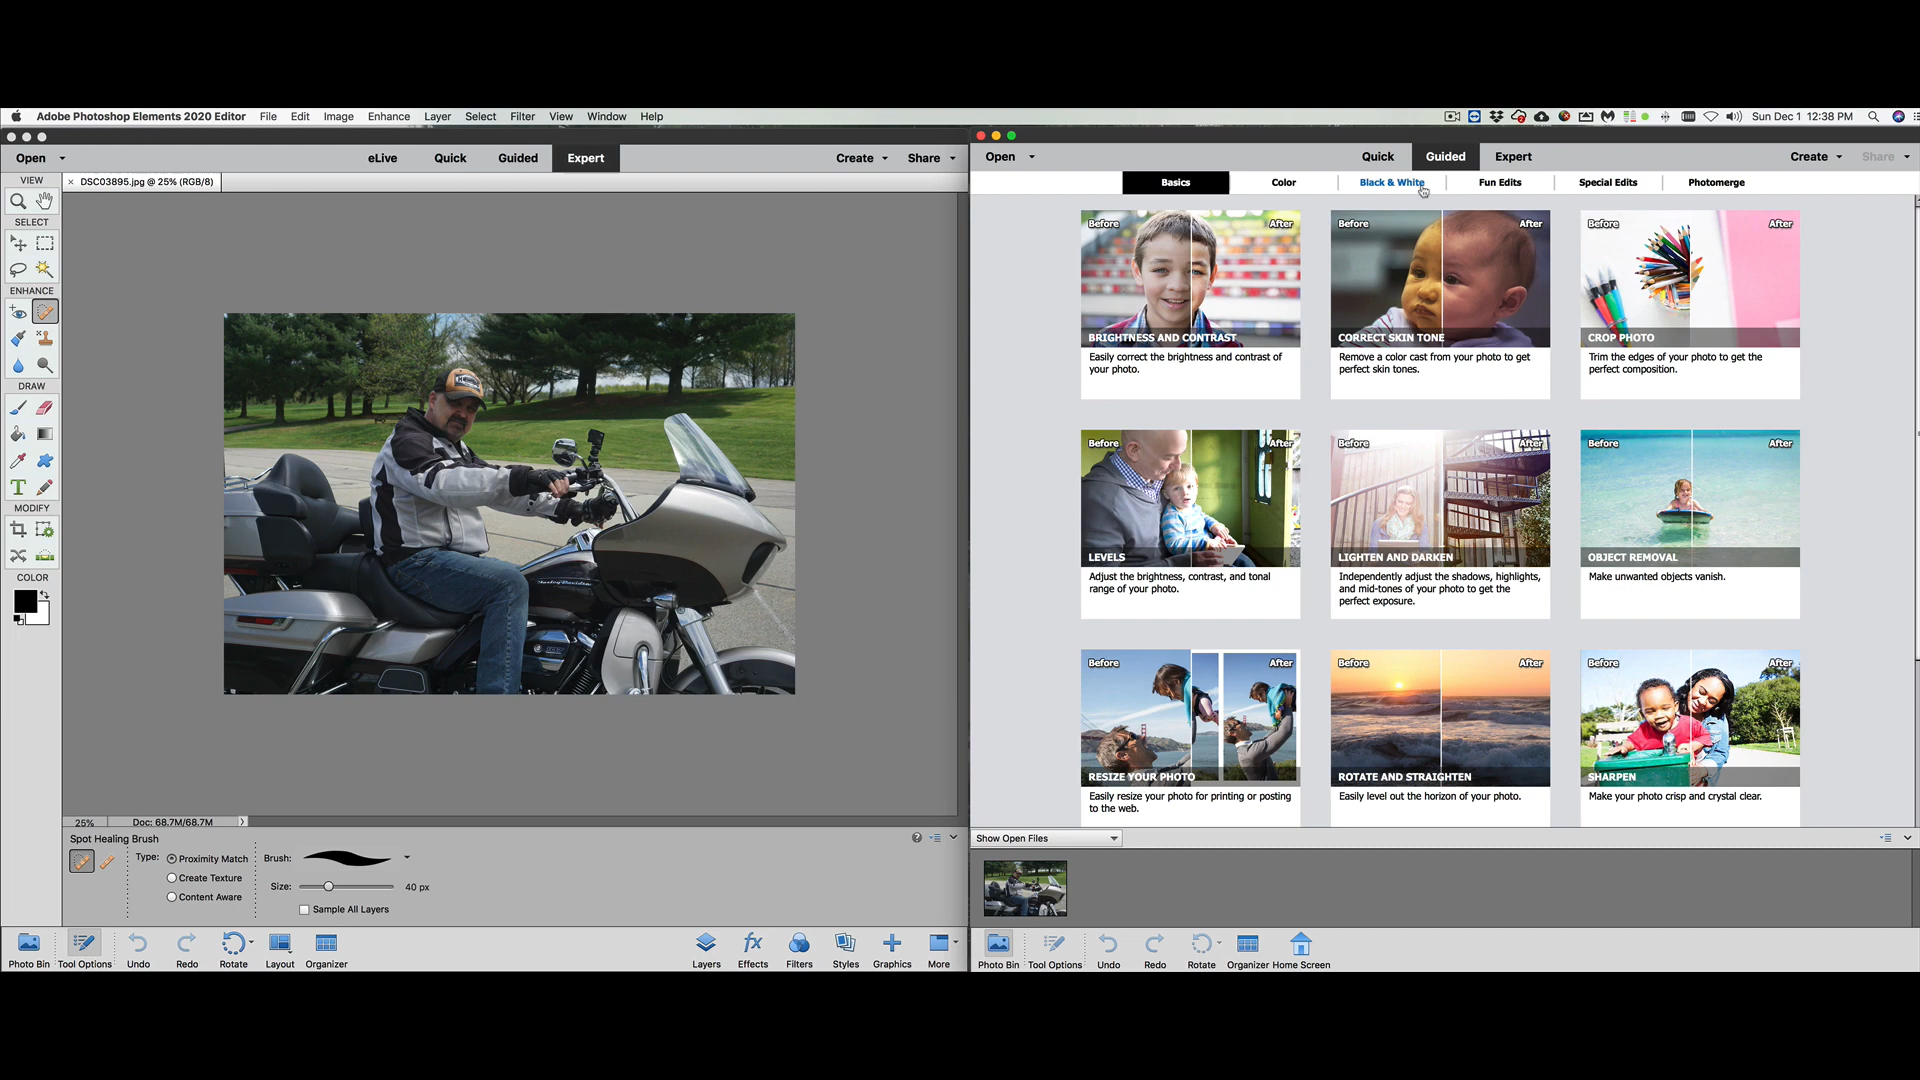 Adobe Photoshop Elements 2020 Editor File Edit Image Enhance Layer Select Filter View Window Help
Sun Dec 1 12:38 PM
Open eLive Quick Guided Expert Create Share
DSC03895.jpg @ 25% (RGB/8)
VIEW
SELECT
ENHANCE
DRAW
MODIFY
COLOR
Harley-Davidson
25% Doc: 68.7M/68.7M
Spot Healing Brush
Type: Proximity Match
Create Texture
Content Aware
Brush:
Size: 40 px
Sample All Layers
Photo Bin Tool Options Undo Redo Rotate Layout Organizer Layers Effects Filters Styles Graphics More
Open Quick Guided Expert Create Share
Basics Color Black & White Fun Edits Special Edits Photomerge
Before After
BRIGHTNESS AND CONTRAST
Easily correct the brightness and contrast of
your photo.
Before After
CORRECT SKIN TONE
Remove a color cast from your photo to get
perfect skin tones.
Before After
CROP PHOTO
Trim the edges of your photo to get the
perfect composition.
Before After
LEVELS
Adjust the brightness, contrast, and tonal
range of your photo.
Before After
LIGHTEN AND DARKEN
Independently adjust the shadows, highlights,
and mid-tones of your photo to get the
perfect exposure.
Before After
OBJECT REMOVAL
Make unwanted objects vanish.
Before After
RESIZE YOUR PHOTO
Easily resize your photo for printing or posting
to the web.
Before After
ROTATE AND STRAIGHTEN
Easily level out the horizon of your photo.
Before After
SHARPEN
Make your photo crisp and crystal clear.
Show Open Files
Photo Bin Tool Options Undo Redo Rotate Organizer Home Screen